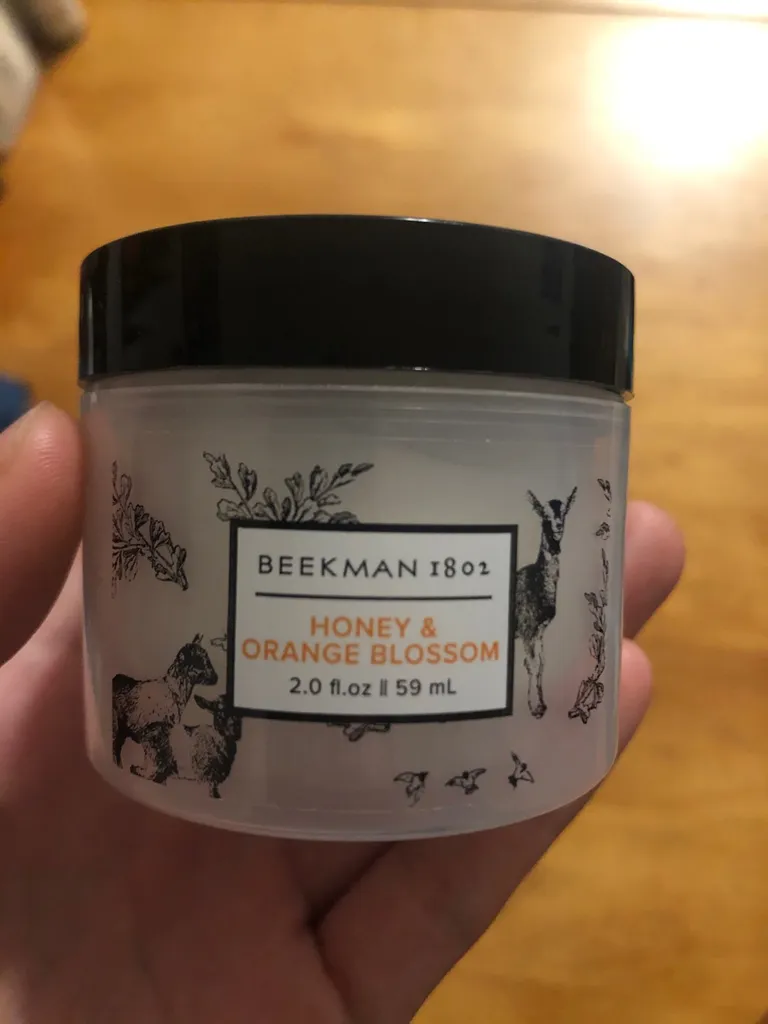 BEEKMAN 1802
HONEY &
ORANGE BLOSSOM
2.0 fl.oz || 59 mL